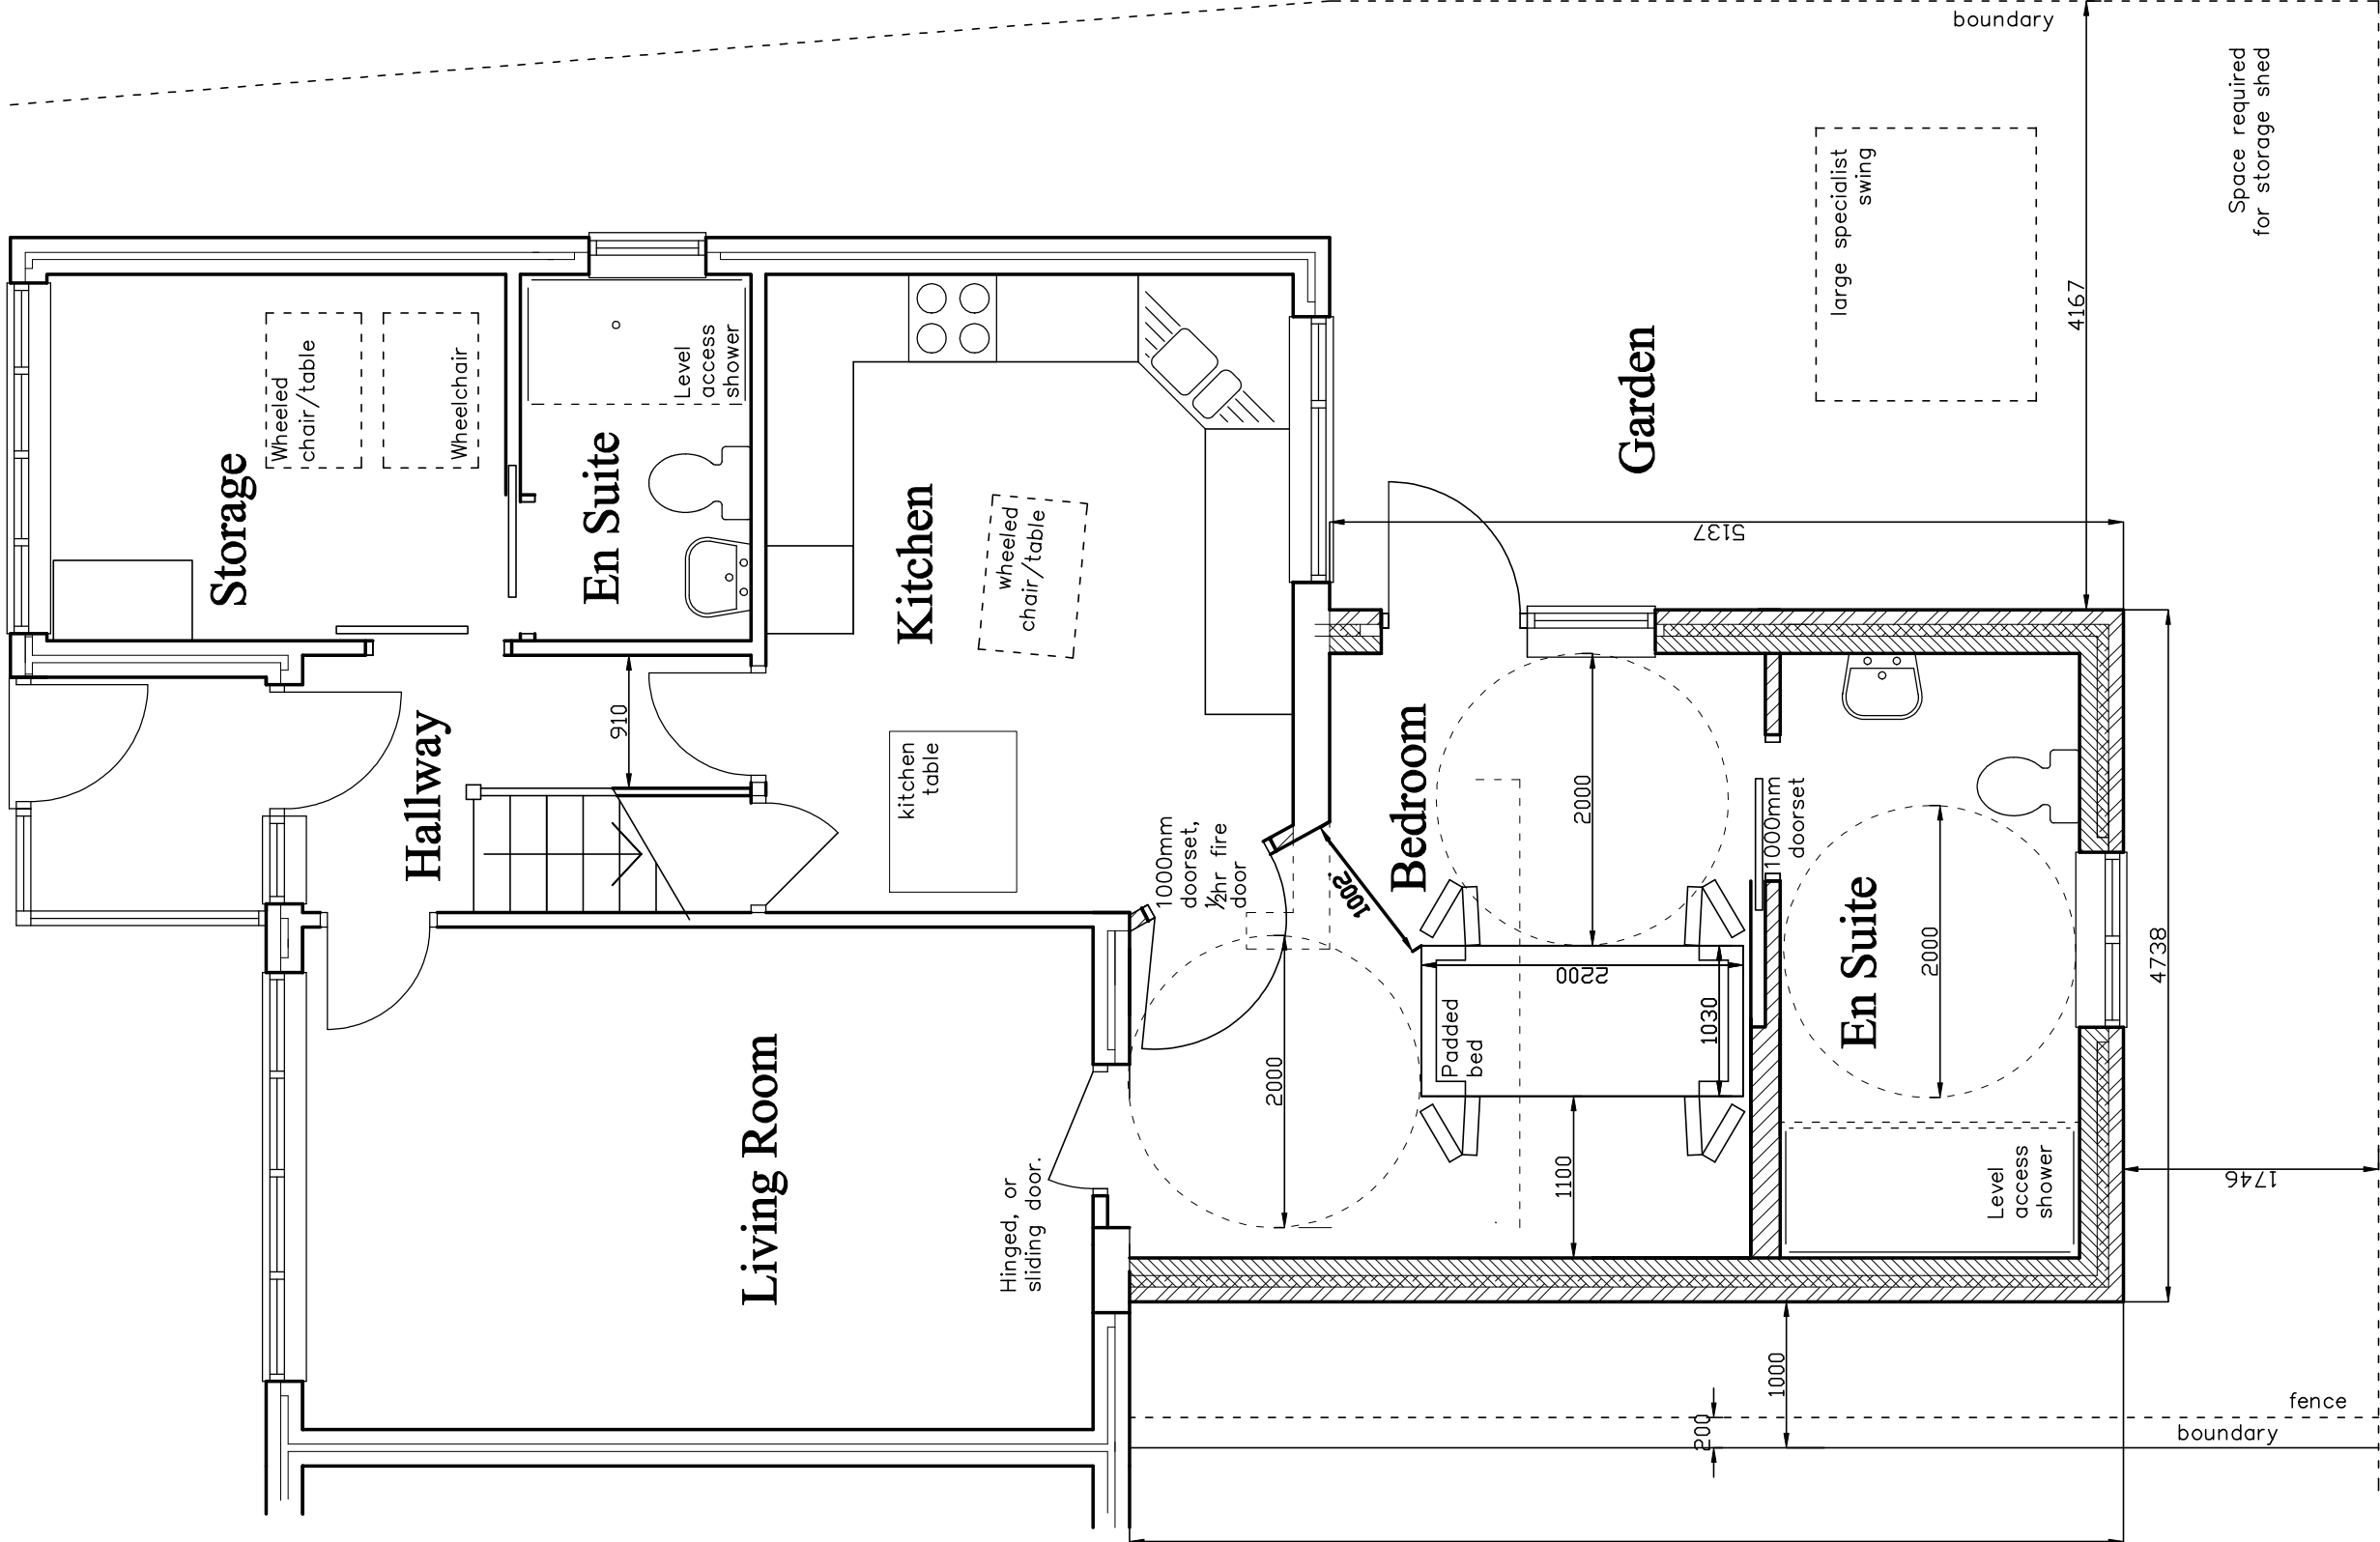 boundary
Space required
for storage shed
large specialist
swing
4167
Garden
5137
Storage
Wheeled
chair/table
Wheelchair
En Suite
Level
access
shower
Kitchen
wheeled
chair/table
kitchen
table
Hallway
910
1000mm
doorset,
½hr fire
door
Bedroom
1002
2000
1000mm
doorset
2000
Padded
bed
2200
1030
1100
En Suite
2000
Level
access
shower
4738
1746
Living Room
Hinged, or
sliding door.
1000
200
fence
boundary